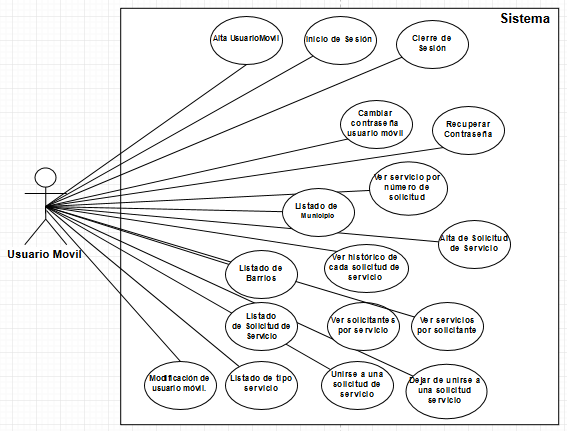 Sistema
Alta UsuarioMovil
Inicio de Sesión
Cierre de
Sesión
Cambiar
contraseña
usuario móvil
Recuperar
Contraseña
Ver servicio por
número de
solicitud
Listado de
Municipio
Alta de Solicitud
de Servicio
Usuario Movil
Ver histórico de
cada solicitud de
servicio
Listado de
Barrios
Listado
de Solicitud de
Servicio
Ver solicitantes
por servicio
Ver servicios
por solicitante
Modificación de
usuario móvil.
Listado de tipo
servicio
Unirse a una
solicitud de
servicio
Dejar de unirse a
una solicitud
servicio